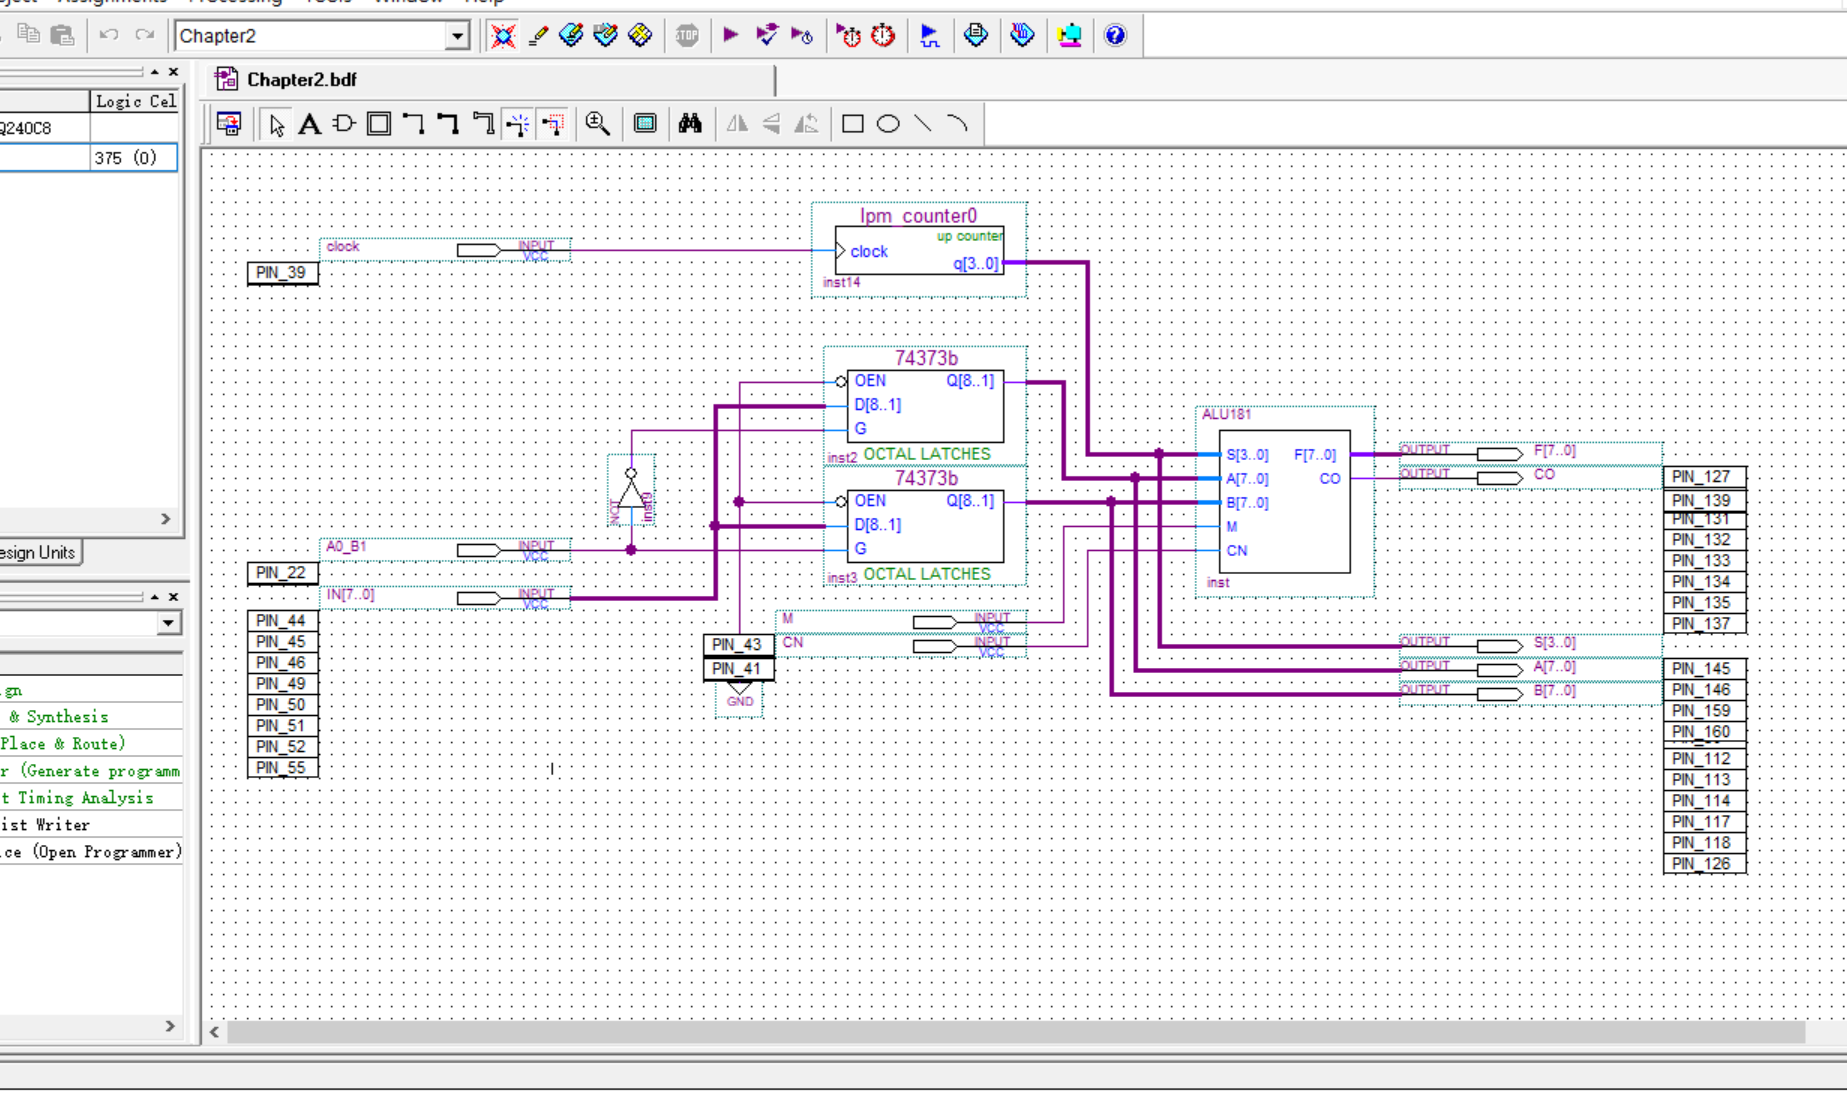 Assignments Processing Tools Window Help
Chapter2
STOP
Logic Cel
Q240C8
375 (0)
esign Units
gn
& Synthesis
Place & Route)
r (Generate programm
t Timing Analysis
ist Writer
ce (Open Programmer)
Chapter2.bdf
lpm_counter0
up counter
clock
q[3..0]
inst14
clock
INPUT
VCC
PIN_39
74373b
OEN
Q[8..1]
D[8..1]
G
inst2
OCTAL LATCHES
74373b
OEN
Q[8..1]
D[8..1]
G
inst3
OCTAL LATCHES
NOT
inst9
A0_B1
INPUT
VCC
PIN_22
IN[7..0]
INPUT
VCC
PIN_44
PIN_45
PIN_46
PIN_49
PIN_50
PIN_51
PIN_52
PIN_55
M
INPUT
VCC
PIN_43
CN
INPUT
VCC
PIN_41
GND
ALU181
S[3..0]
F[7..0]
A[7..0]
CO
B[7..0]
M
CN
inst
OUTPUT
F[7..0]
OUTPUT
CO
PIN_127
PIN_139
PIN_131
PIN_132
PIN_133
PIN_134
PIN_135
PIN_137
OUTPUT
S[3..0]
OUTPUT
A[7..0]
OUTPUT
B[7..0]
PIN_145
PIN_146
PIN_159
PIN_160
PIN_112
PIN_113
PIN_114
PIN_117
PIN_118
PIN_126